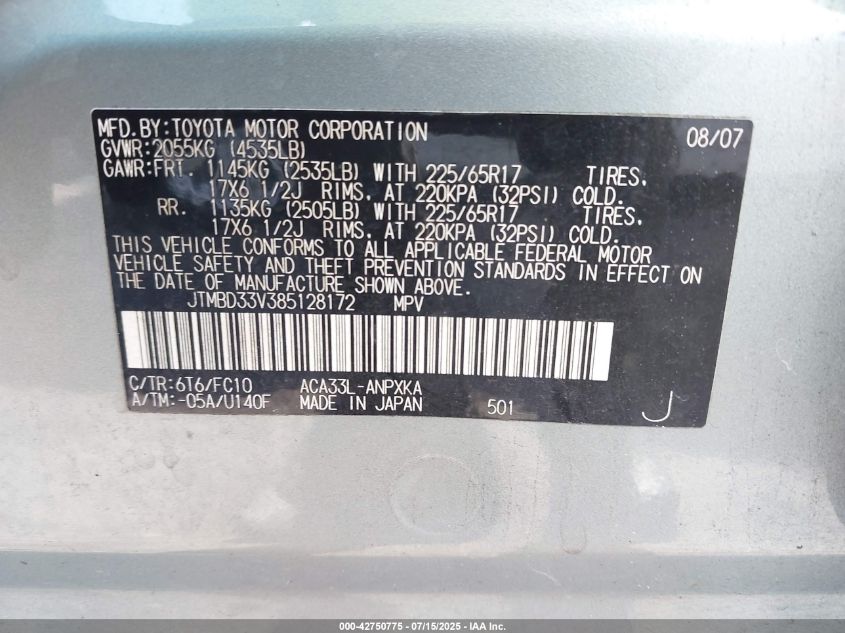 MFD.BY:TOYOTA MOTOR CORPORATION 08/07
GVWR:2055KG (4535LB)
GAWR:FRT. 1145KG (2535LB) WITH 225/65R17 TIRES,
17X6 1/2J RIMS, AT 220KPA (32PSI) COLD.
RR. 1135KG (2505LB) WITH 225/65R17 TIRES,
17X6 1/2J RIMS, AT 220KPA (32PSI) COLD.
THIS VEHICLE CONFORMS TO ALL APPLICABLE FEDERAL MOTOR
VEHICLE SAFETY AND THEFT PREVENTION STANDARDS IN EFFECT ON
THE DATE OF MANUFACTURE SHOWN ABOVE.
JTMBD33V385128172 MPV
C/TR:6T6/FC10 ACA33L-ANPXKA
A/TM:-05A/U140F MADE IN JAPAN 501 J
000-42750775 - 07/15/2025 - IAA Inc.